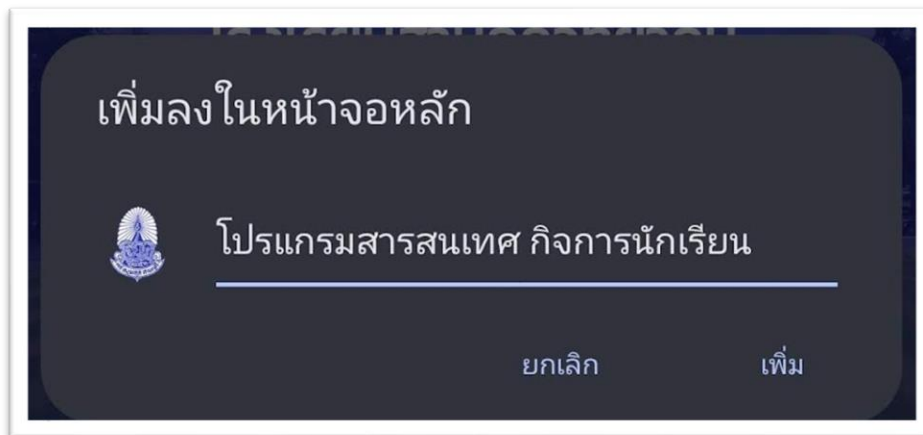 เพิ่มลงในหน้าจอหลัก
โปรแกรมสารสนเทศ กิจการนักเรียน
ยกเลิก เพิ่ม